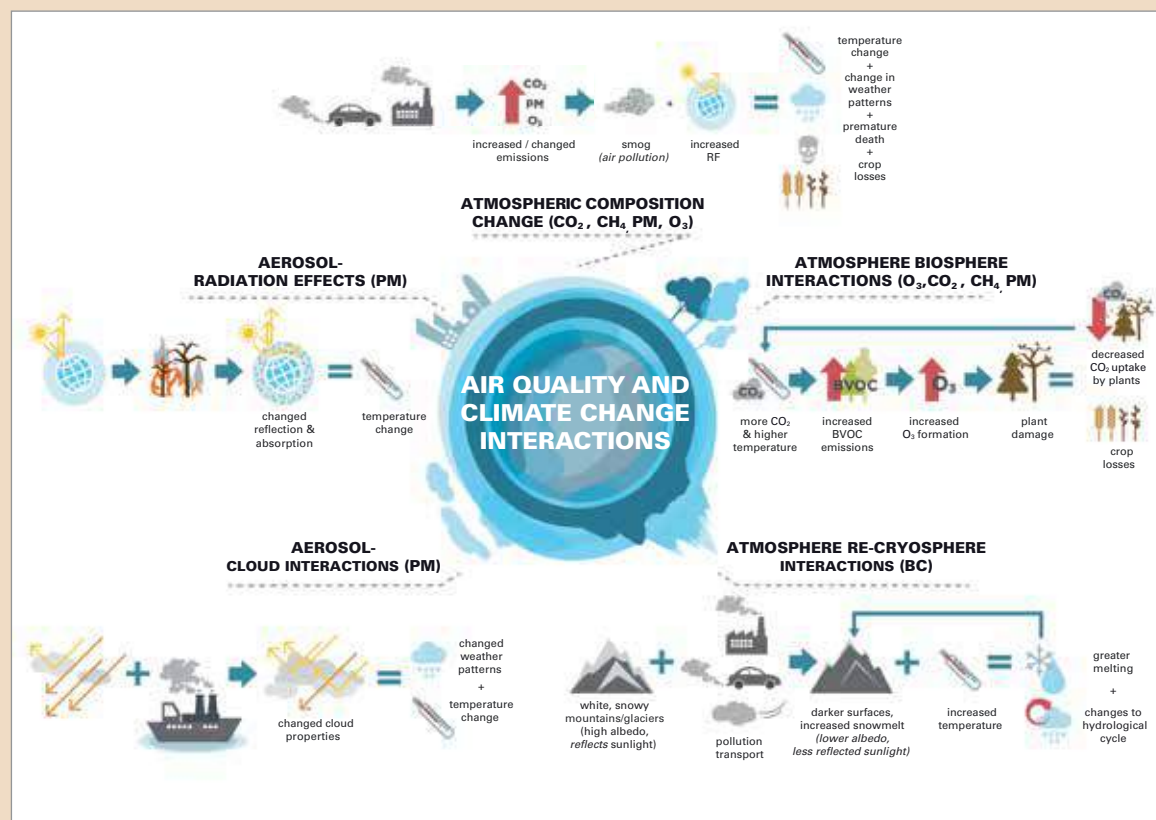 CO₂
PM
O₃
increased / changed
emissions
smog
(air pollution)
+
increased
RF
=
temperature
change
+
change in
weather
patterns
+
premature
death
+
crop
losses
ATMOSPHERIC COMPOSITION
CHANGE (CO₂, CH₄, PM, O₃)
AEROSOL-
RADIATION EFFECTS (PM)
changed
reflection &
absorption
=
temperature
change
ATMOSPHERE BIOSPHERE
INTERACTIONS (O₃,CO₂, CH₄, PM)
CO₂
more CO₂
& higher
temperature
BVOC
increased
BVOC
emissions
O₃
increased
O₃ formation
plant
damage
=
CO₂
decreased
CO₂ uptake
by plants
crop
losses
AIR QUALITY AND
CLIMATE CHANGE
INTERACTIONS
AEROSOL-
CLOUD INTERACTIONS (PM)
+
changed cloud
properties
=
changed
weather
patterns
+
temperature
change
ATMOSPHERE RE-CRYOSPHERE
INTERACTIONS (BC)
white, snowy
mountains/glaciers
(high albedo,
reflects sunlight)
+
pollution
transport
darker surfaces,
increased snowmelt
(lower albedo,
less reflected sunlight)
+
increased
temperature
=
greater
melting
+
changes to
hydrological
cycle